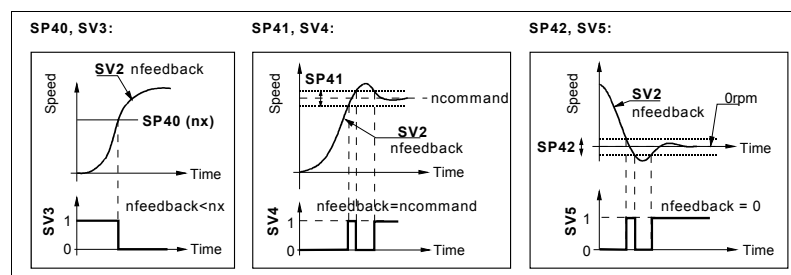 SP40, SV3:
Speed
SV2 nfeedback
SP40 (nx)
Time
SV3
1
0
nfeedback<nx
Time
SP41, SV4:
Speed
SP41
ncommand
SV2
nfeedback
Time
SV4
1
0
nfeedback=ncommand
Time
SP42, SV5:
Speed
SV2
nfeedback
0rpm
SP42
Time
SV5
1
0
nfeedback = 0
Time